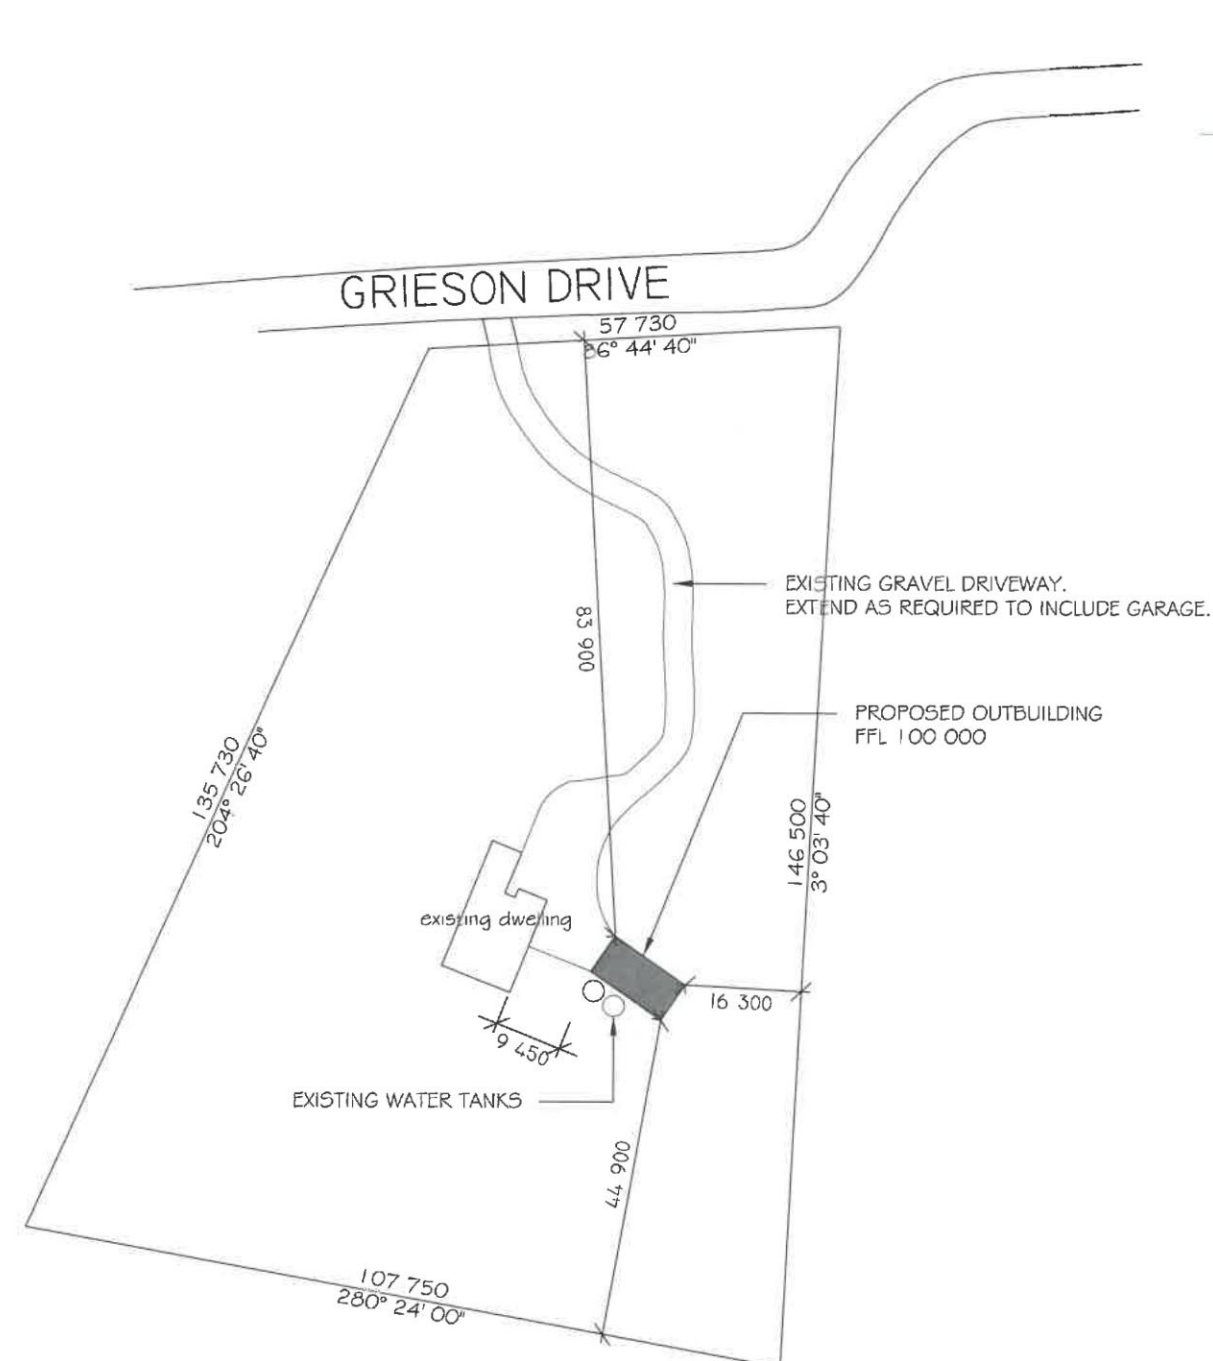 GRIESON DRIVE
57 730
86° 44' 40"
EXISTING GRAVEL DRIVEWAY.
EXTEND AS REQUIRED TO INCLUDE GARAGE.
83 900
PROPOSED OUTBUILDING
FFL 100 000
135 730
204° 26' 40"
146 500
3° 03' 40"
existing dwelling
16 300
9 450
EXISTING WATER TANKS
44 900
107 750
280° 24' 00"